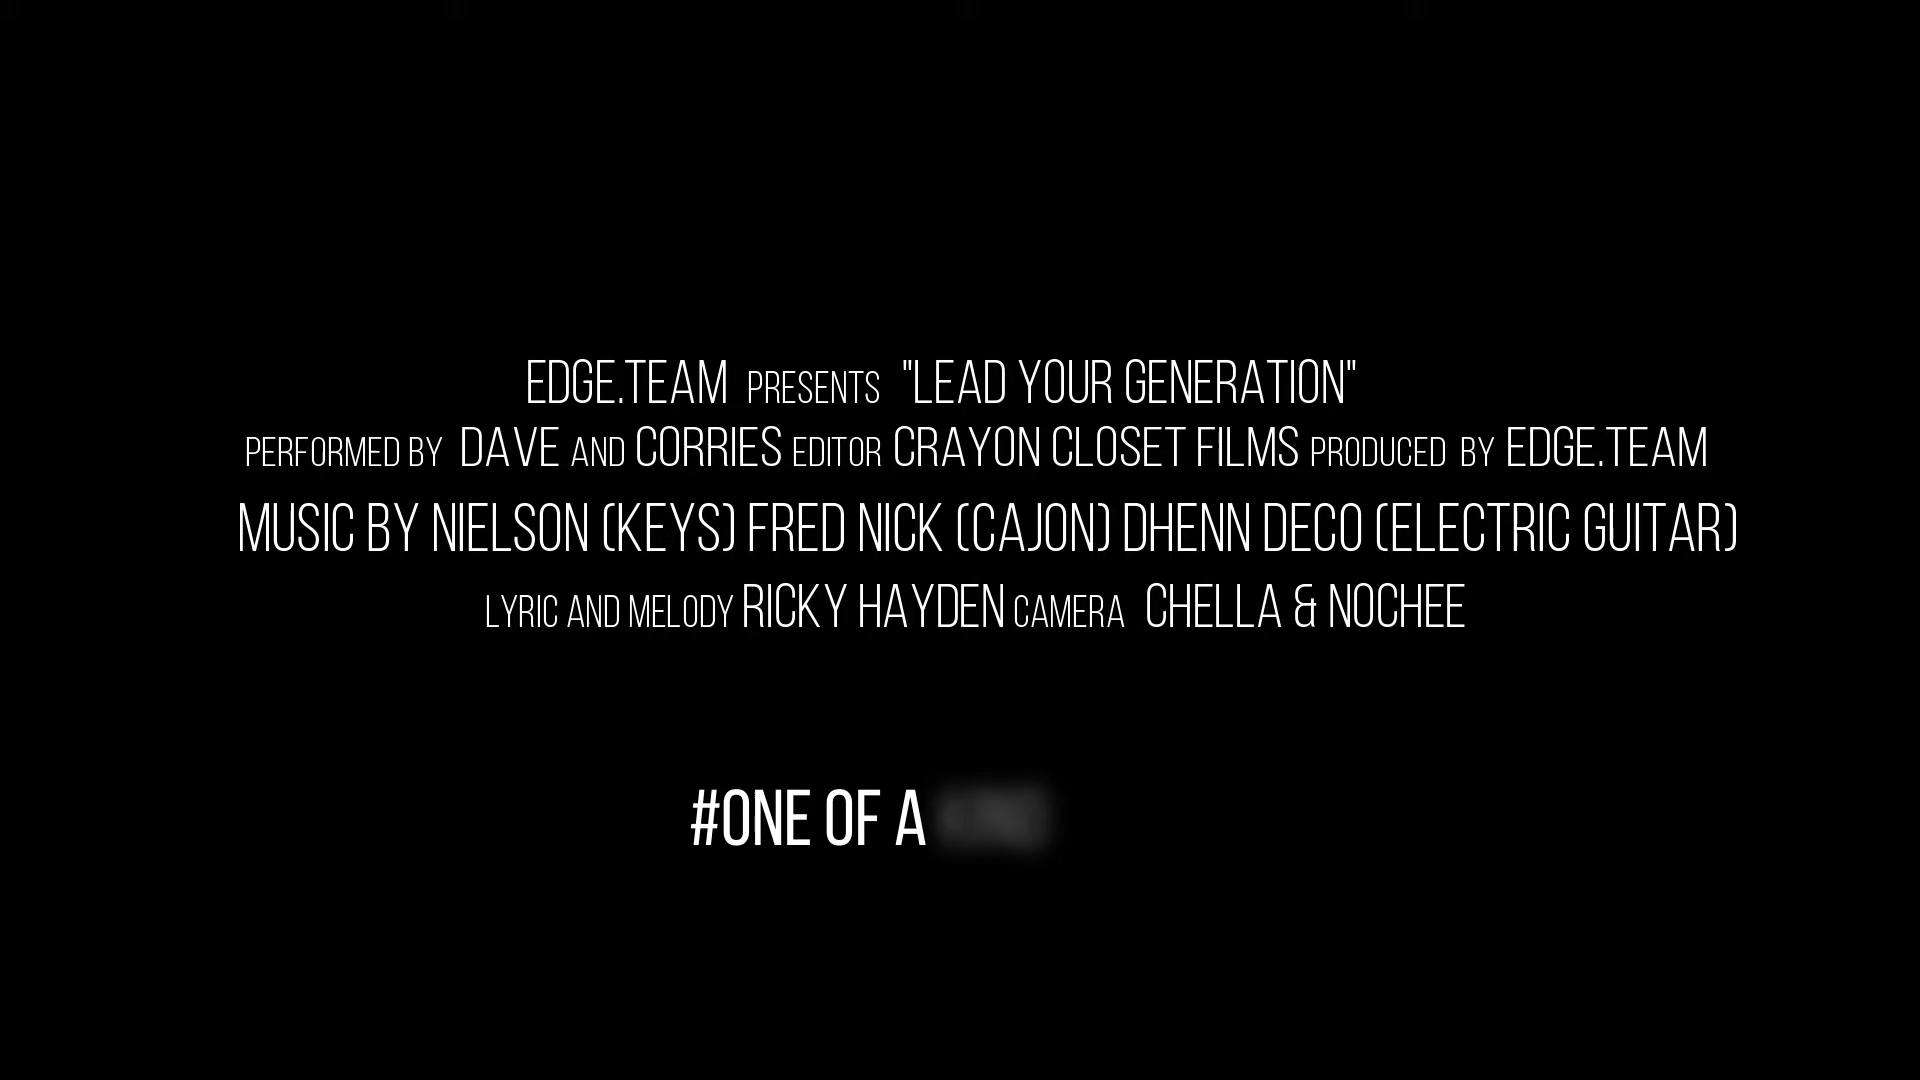 EDGE.TEAM PRESENTS "LEAD YOUR GENERATION"
PERFORMED BY DAVE AND CORRIES EDITOR CRAYON CLOSET FILMS PRODUCED BY EDGE.TEAM
MUSIC BY NIELSON (KEYS) FRED NICK (CAJON) DHENN DECO (ELECTRIC GUITAR)
LYRIC AND MELODY RICKY HAYDEN CAMERA CHELLA & NOCHEE
#ONE OF A